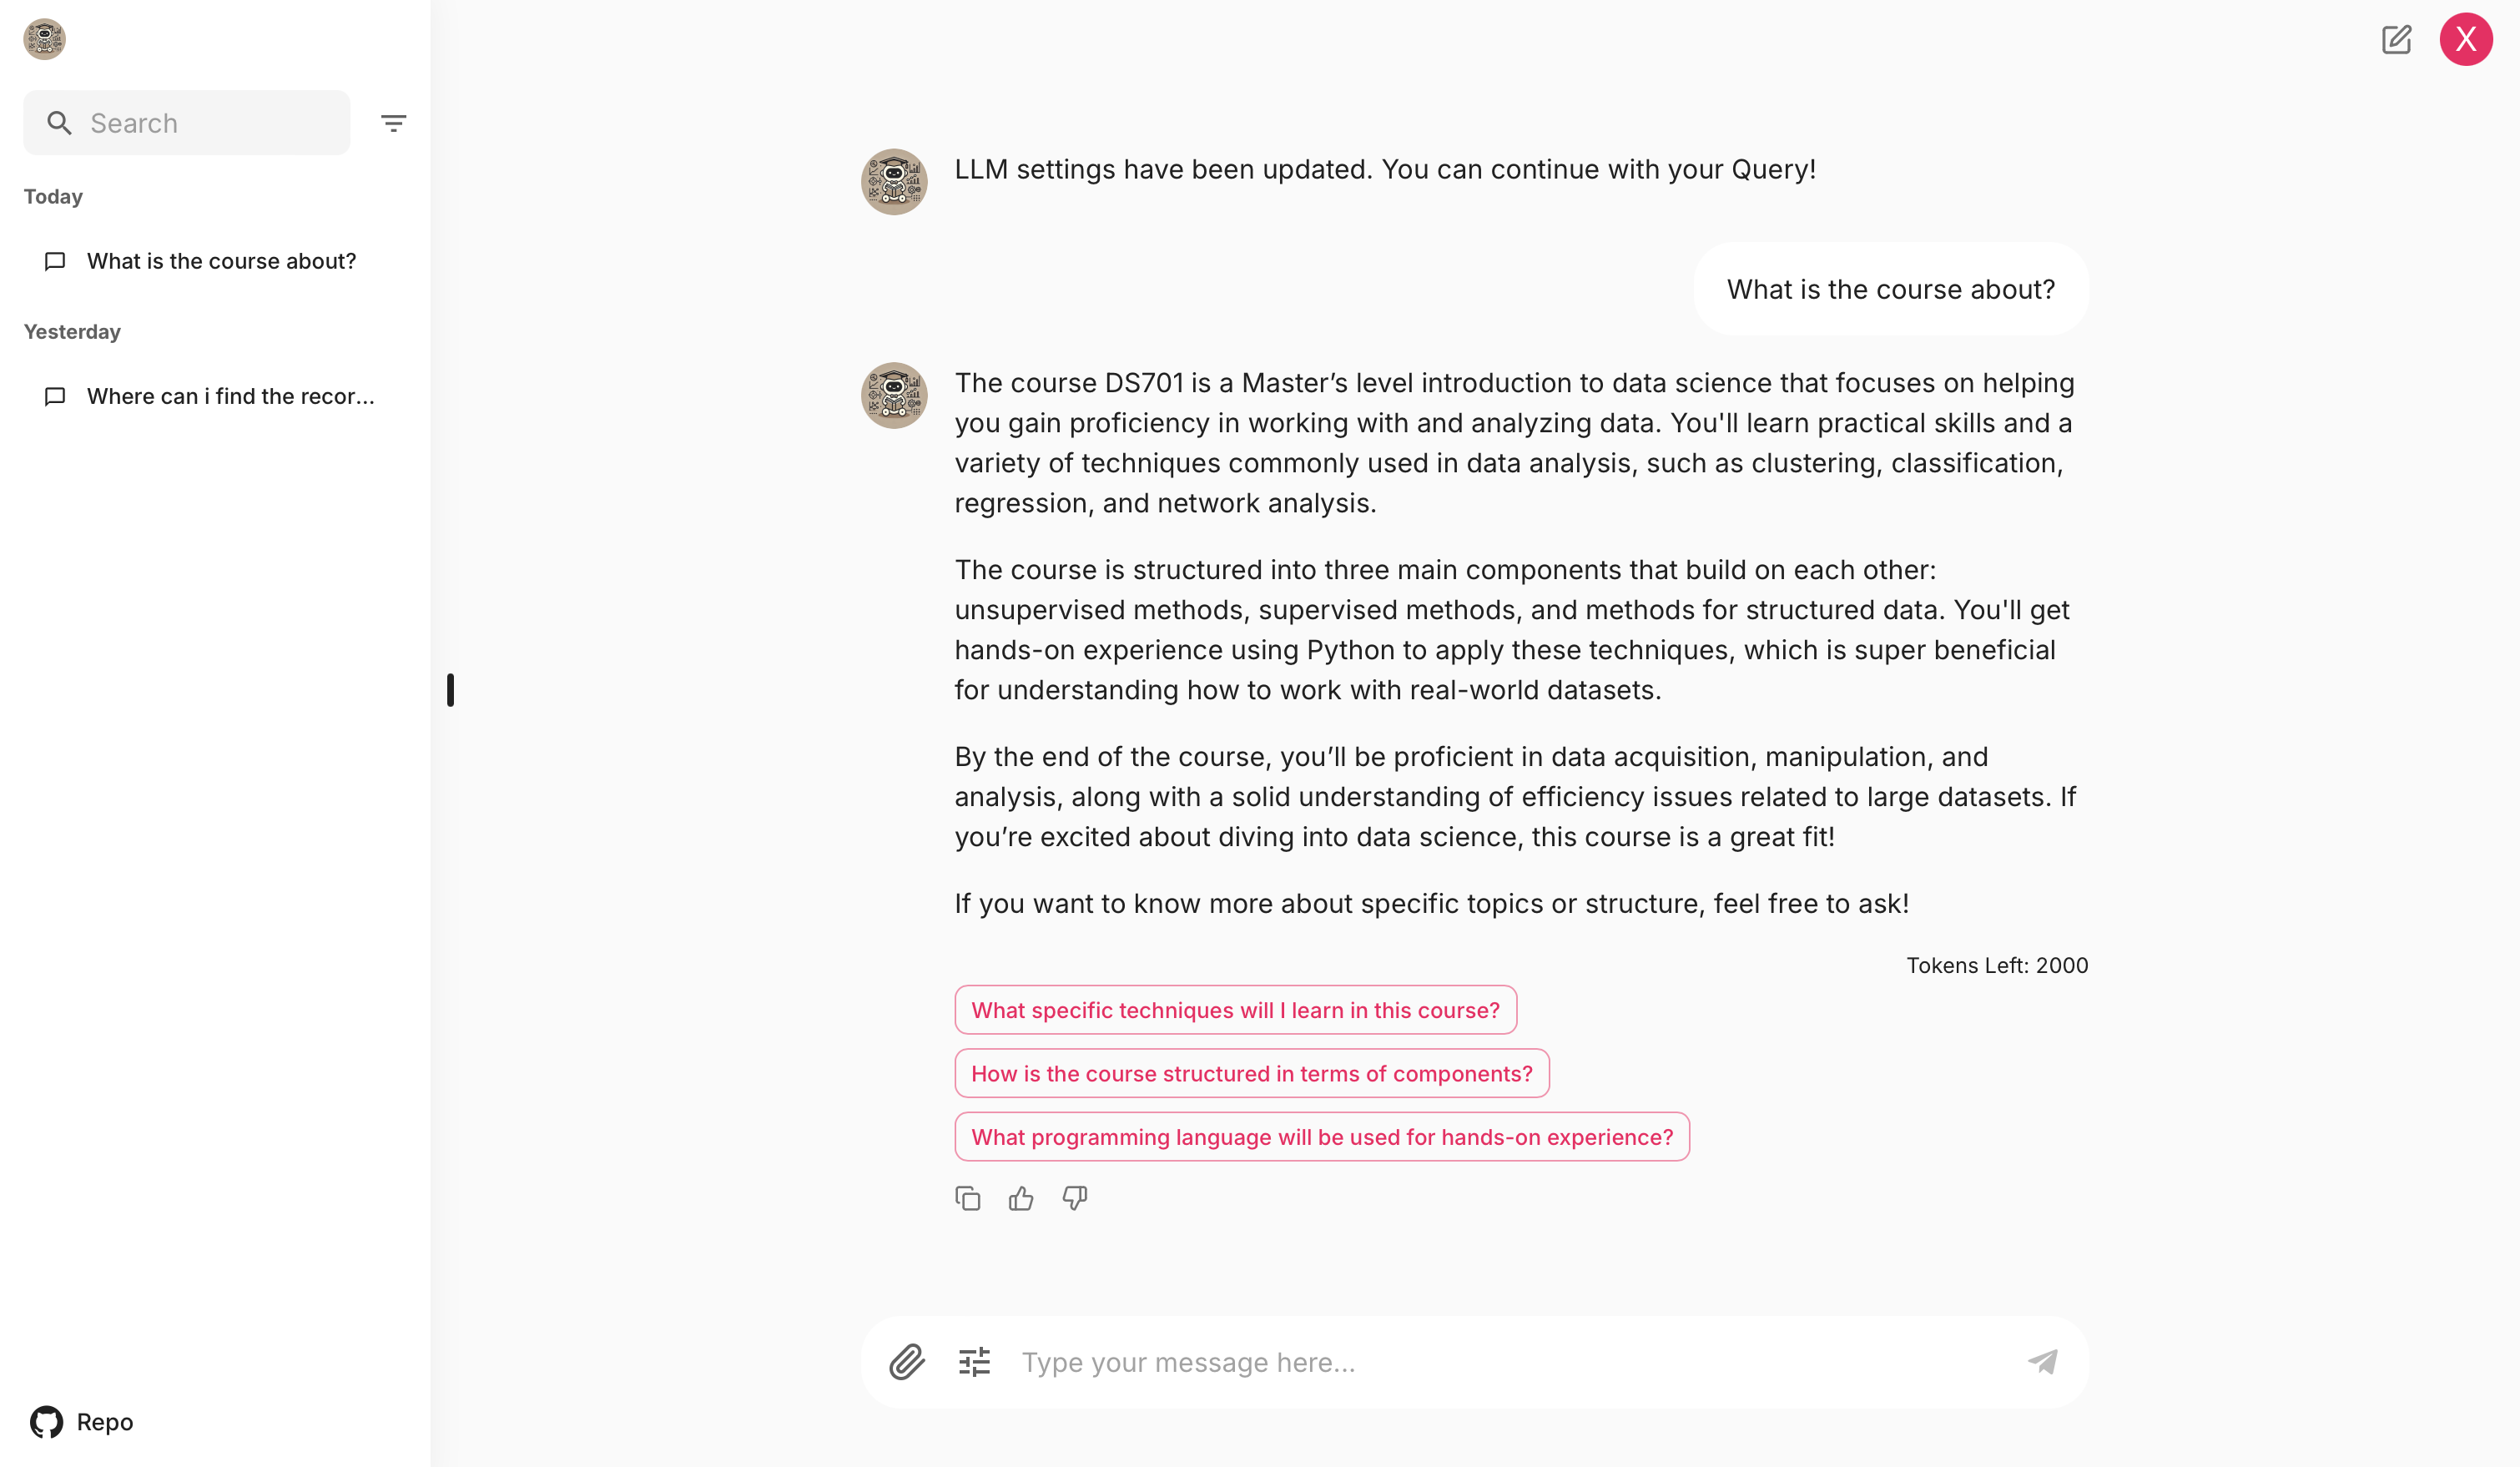 Search
Today
What is the course about?
Yesterday
Where can i find the recor...
Repo
X
LLM settings have been updated. You can continue with your Query!
What is the course about?
The course DS701 is a Master’s level introduction to data science that focuses on helping
you gain proficiency in working with and analyzing data. You'll learn practical skills and a
variety of techniques commonly used in data analysis, such as clustering, classification,
regression, and network analysis.
The course is structured into three main components that build on each other:
unsupervised methods, supervised methods, and methods for structured data. You'll get
hands-on experience using Python to apply these techniques, which is super beneficial
for understanding how to work with real-world datasets.
By the end of the course, you’ll be proficient in data acquisition, manipulation, and
analysis, along with a solid understanding of efficiency issues related to large datasets. If
you’re excited about diving into data science, this course is a great fit!
If you want to know more about specific topics or structure, feel free to ask!
Tokens Left: 2000
What specific techniques will I learn in this course?
How is the course structured in terms of components?
What programming language will be used for hands-on experience?
Type your message here...